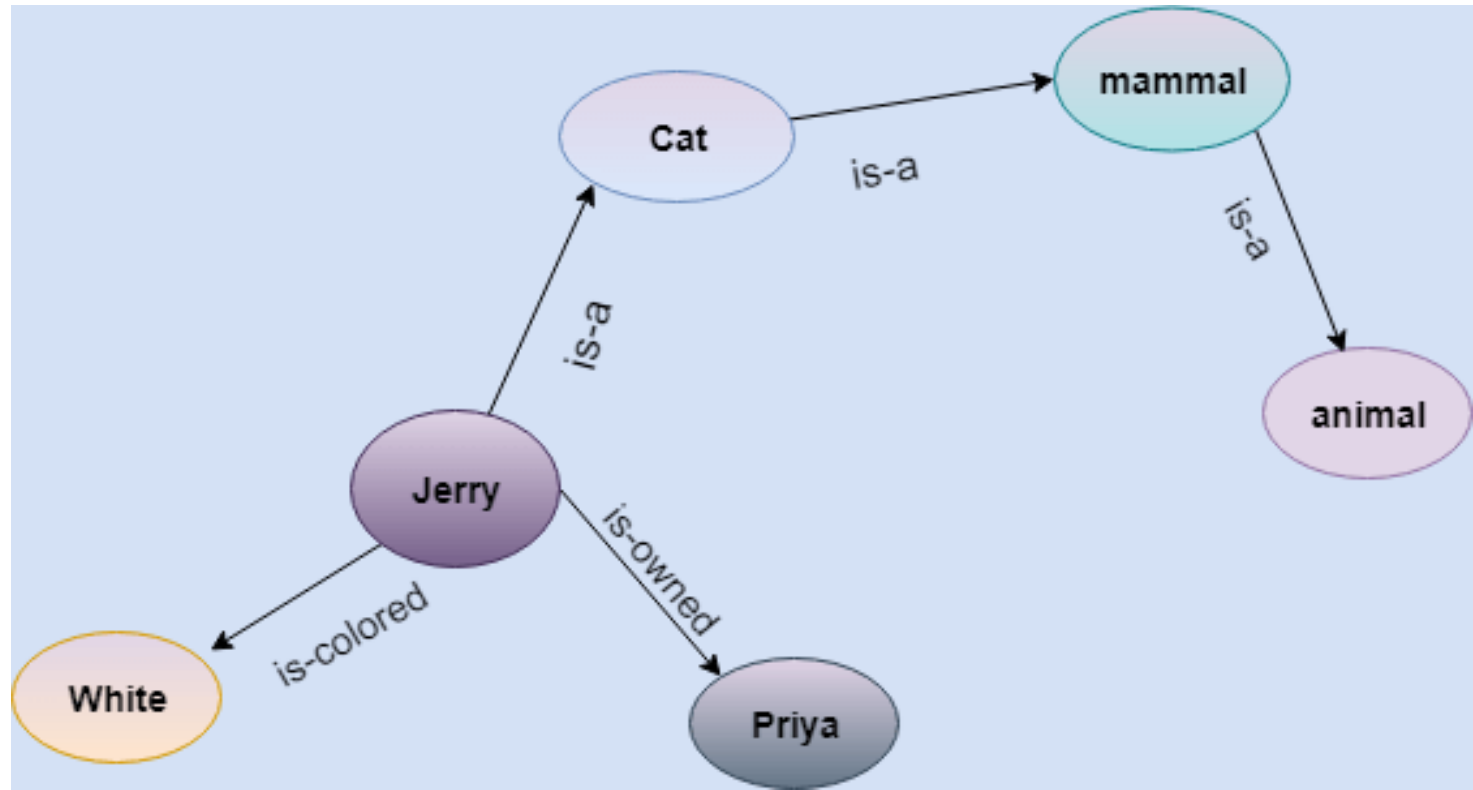 mammal
Cat
is-a
is-a
is-a
animal
Jerry
is-owned
is-colored
White
Priya